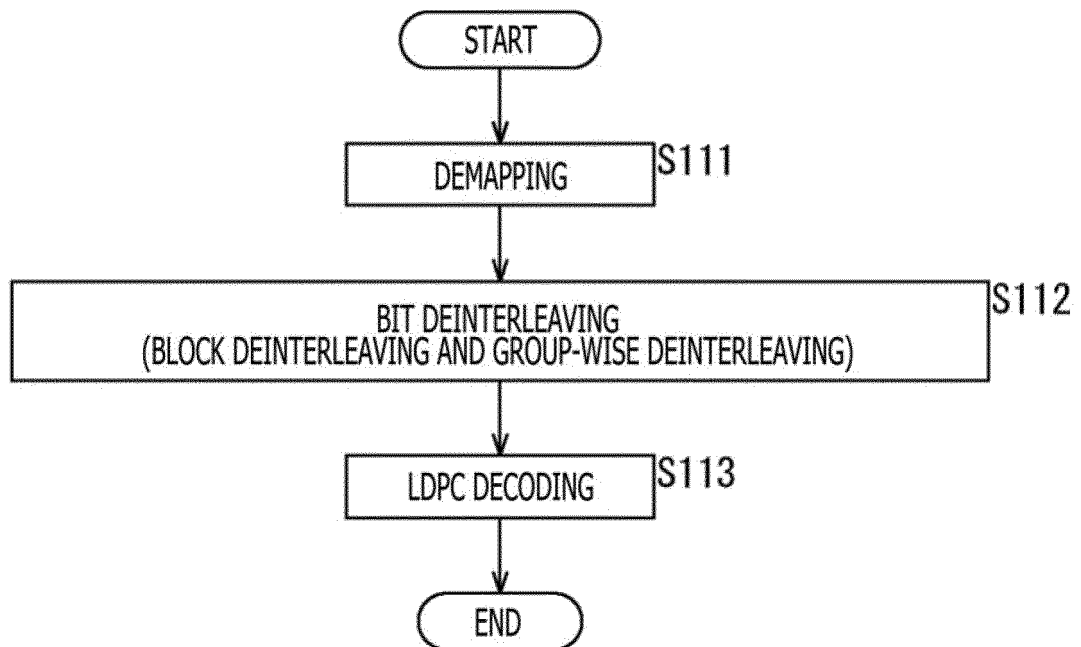 START
DEMAPPING
S111
BIT DEINTERLEAVING
(BLOCK DEINTERLEAVING AND GROUP-WISE DEINTERLEAVING)
S112
LDPC DECODING
S113
END